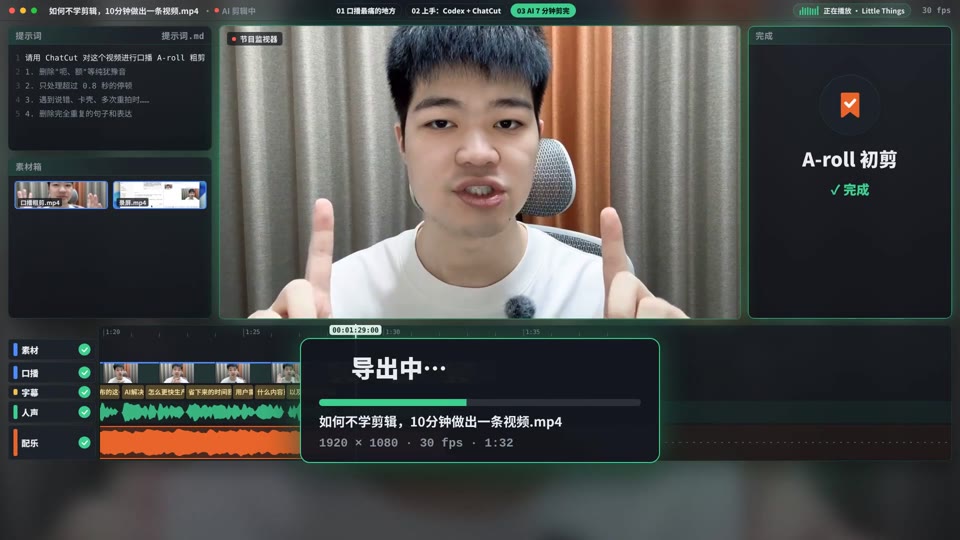 如何不学剪辑，10分钟做出一条视频.mp4 · AI 剪辑中
01 口播最痛的地方
02 上手：Codex + ChatCut
03 AI 7 分钟剪完
正在播放 · Little Things
30 fps
提示词 提示词.md
1 请用 ChatCut 对这个视频进行口播 A-roll 粗剪
2 1. 删除"呃、额"等纯犹豫音
3 2. 只处理超过 0.8 秒的停顿
4 3. 遇到说错、卡壳、多次重拍时……
5 4. 删除完全重复的句子和表达
素材箱
口播粗剪.mp4
录屏.mp4
节目监视器
完成
A-roll 初剪
✓ 完成
1:20
1:25
00:01:29:00
1:30
1:35
素材
口播
字幕
布的这
AI解决
怎么更快生产
省下来的时间
用户需
什么内容
以及
人声
配乐
导出中…
如何不学剪辑，10分钟做出一条视频.mp4
1920 × 1080 · 30 fps · 1:32